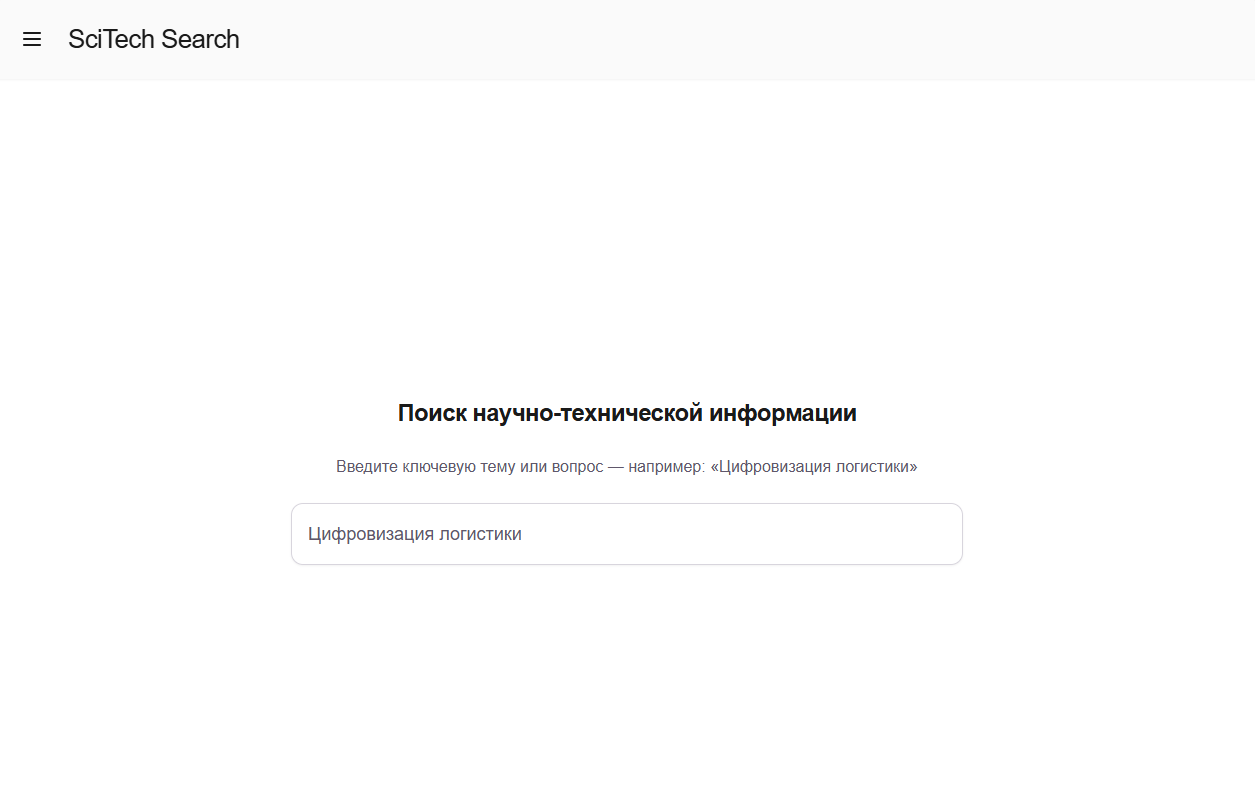 SciTech Search
Поиск научно-технической информации
Введите ключевую тему или вопрос — например: «Цифровизация логистики»
Цифровизация логистики